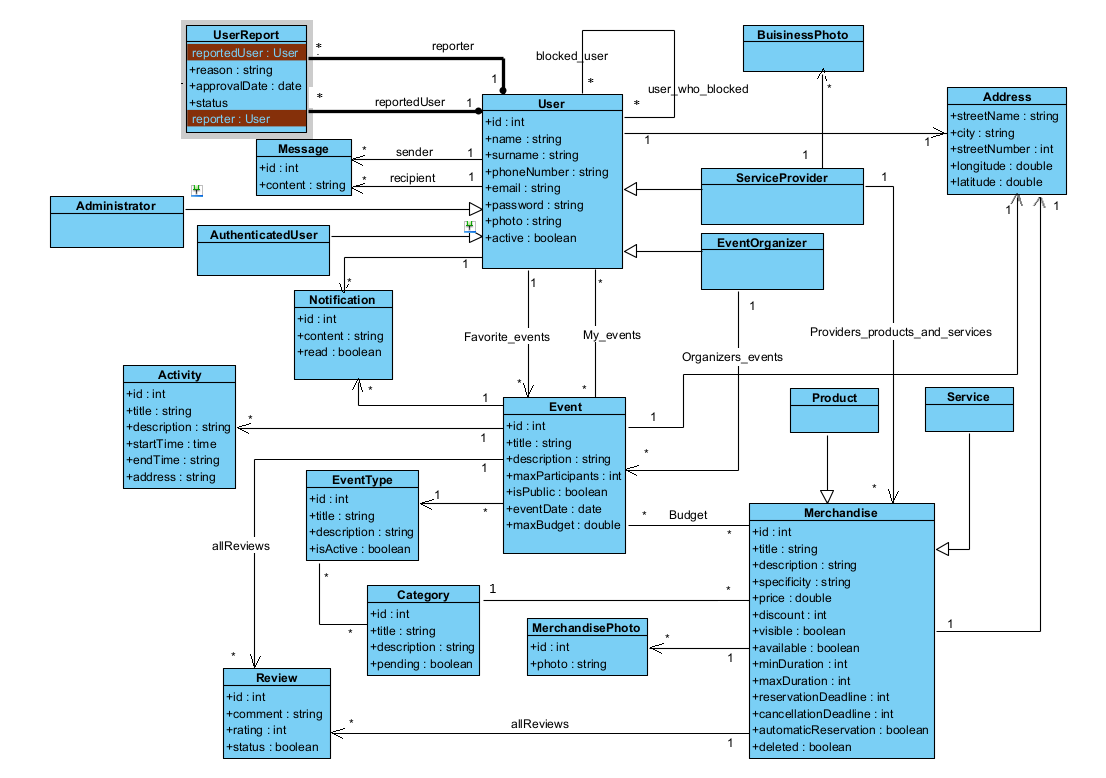 UserReport
reportedUser : User
+reason : string
+approvalDate : date
+status
reporter : User
*
reporter
1
*
reportedUser
1
blocked_user
*
user_who_blocked
*
BuisinessPhoto
*
1
Address
+streetName : string
+city : string
+streetNumber : int
+longitude : double
+latitude : double
User
+id : int
+name : string
+surname : string
+phoneNumber : string
+email : string
+password : string
+photo : string
+active : boolean
1
1
Message
+id : int
+content : string
*
sender
1
*
recipient
1
ServiceProvider
1
Administrator
AuthenticatedUser
EventOrganizer
1
1
1
*
Notification
+id : int
+content : string
+read : boolean
1
*
1
Favorite_events
My_events
Providers_products_and_services
Organizers_events
*
*
*
1
Activity
+id : int
+title : string
+description : string
+startTime : time
+endTime : string
+address : string
*
1
Event
+id : int
+title : string
+description : string
+maxParticipants : int
+isPublic : boolean
+eventDate : date
+maxBudget : double
1
*
1
Product
Service
EventType
+id : int
+title : string
+description : string
+isActive : boolean
1
*
*
Budget
*
*
Merchandise
+id : int
+title : string
+description : string
+specificity : string
+price : double
+discount : int
+visible : boolean
+available : boolean
+minDuration : int
+maxDuration : int
+reservationDeadline : int
+cancellationDeadline : int
+automaticReservation : boolean
+deleted : boolean
allReviews
*
*
Category
+id : int
+title : string
+description : string
+pending : boolean
1
*
1
MerchandisePhoto
+id : int
+photo : string
*
1
*
Review
+id : int
+comment : string
+rating : int
+status : boolean
*
allReviews
1